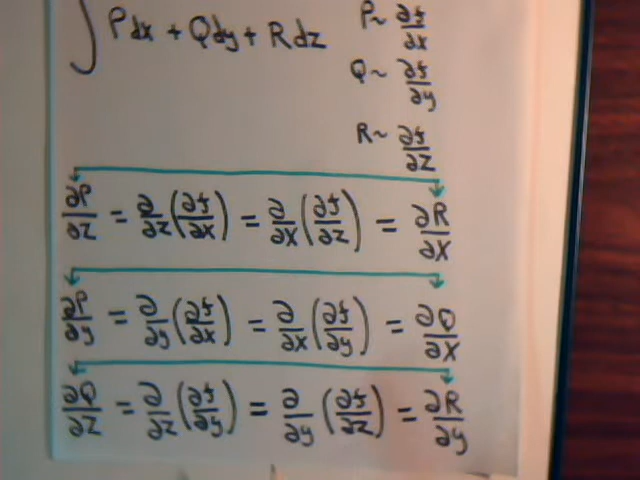 ∫ Pdx + Qdy + Rdz
P ~ ∂f/∂x
Q ~ ∂f/∂y
R ~ ∂f/∂z
∂P/∂z = ∂/∂z (∂f/∂x) = ∂/∂x (∂f/∂z) = ∂R/∂x
∂P/∂y = ∂/∂y (∂f/∂x) = ∂/∂x (∂f/∂y) = ∂Q/∂x
∂Q/∂z = ∂/∂z (∂f/∂y) = ∂/∂y (∂f/∂z) = ∂R/∂y